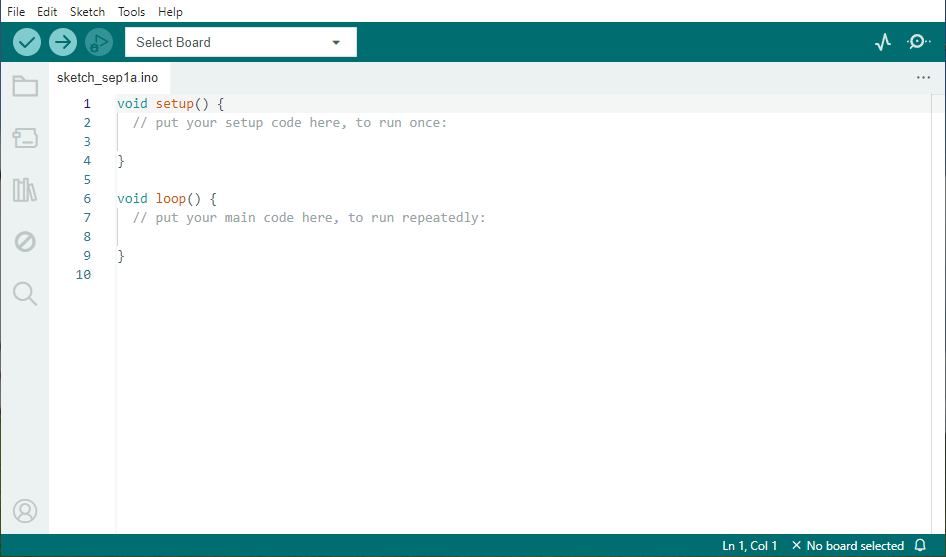 File Edit Sketch Tools Help
Select Board
sketch_sep1a.ino
1 void setup() {
2 // put your setup code here, to run once:
3
4 }
5
6 void loop() {
7 // put your main code here, to run repeatedly:
8
9 }
10
Ln 1, Col 1 No board selected